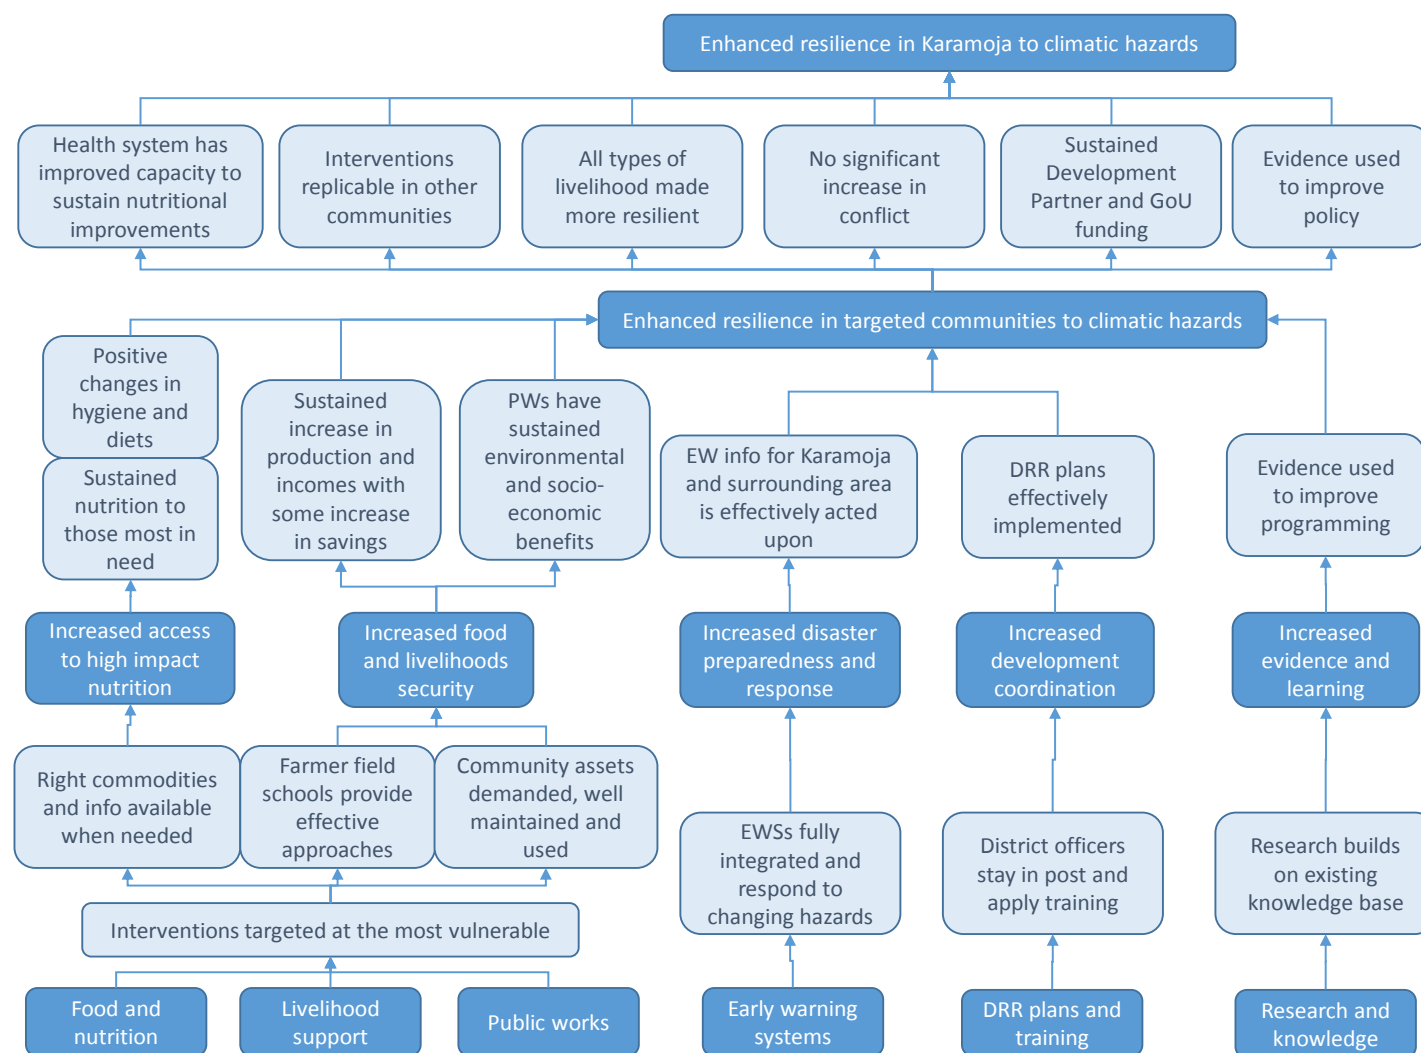 Enhanced resilience in Karamoja to climatic hazards
Health system has
improved capacity to
sustain nutritional
improvements
Interventions
replicable in other
communities
All types of
livelihood made
more resilient
No significant
increase in
conflict
Sustained
Development
Partner and GoU
funding
Evidence used
to improve
policy
Enhanced resilience in targeted communities to climatic hazards
Positive
changes in
hygiene and
diets
Sustained
nutrition to
those most in
need
Sustained
increase in
production and
incomes with
some increase
in savings
PWs have
sustained
environmental
and socio-
economic
benefits
EW info for Karamoja
and surrounding area
is effectively acted
upon
DRR plans
effectively
implemented
Evidence used
to improve
programming
Increased access
to high impact
nutrition
Increased food
and livelihoods
security
Increased disaster
preparedness and
response
Increased
development
coordination
Increased
evidence and
learning
Right commodities
and info available
when needed
Farmer field
schools provide
effective
approaches
Community assets
demanded, well
maintained and
used
EWSs fully
integrated and
respond to
changing hazards
District officers
stay in post and
apply training
Research builds
on existing
knowledge base
Interventions targeted at the most vulnerable
Food and
nutrition
Livelihood
support
Public works
Early warning
systems
DRR plans and
training
Research and
knowledge